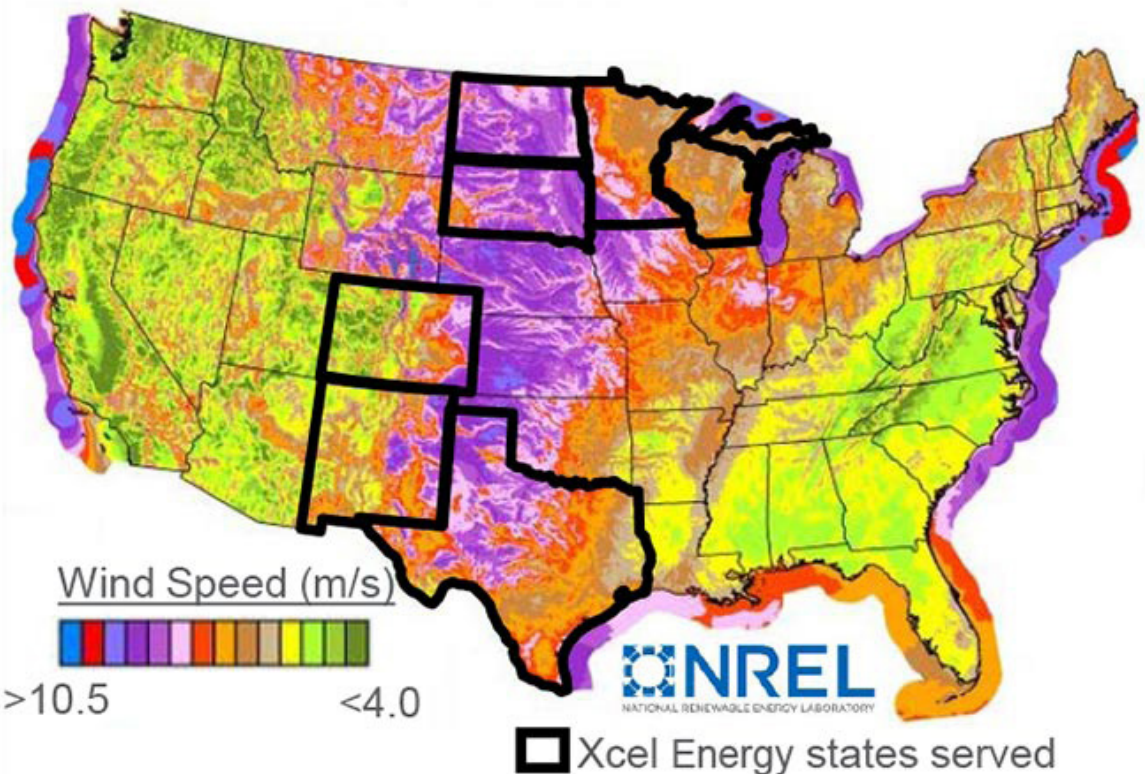 Wind Speed (m/s)
>10.5 <4.0
NREL
NATIONAL RENEWABLE ENERGY LABORATORY
Xcel Energy states served